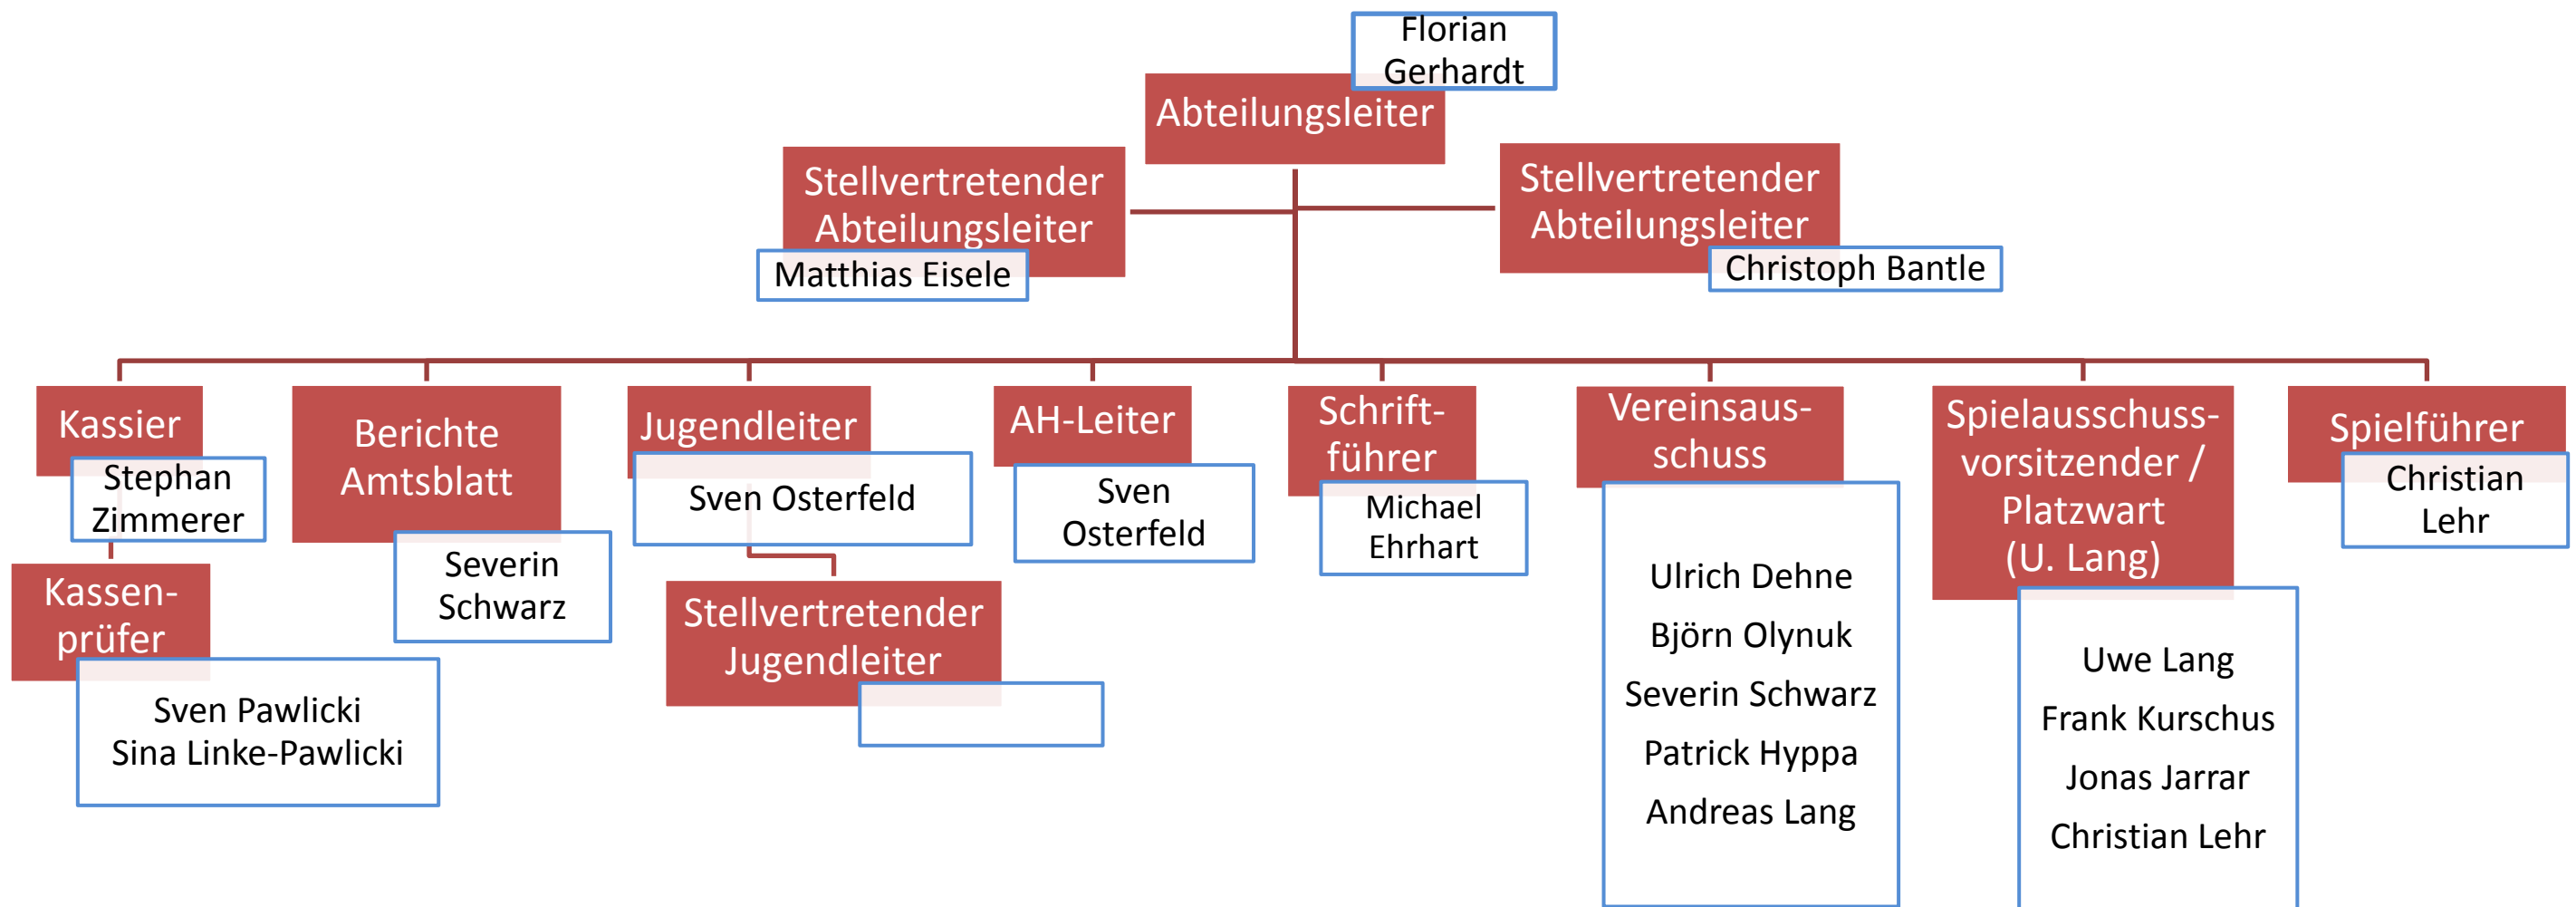 Florian
Gerhardt
Abteilungsleiter
Stellvertretender
Abteilungsleiter
Matthias Eisele
Stellvertretender
Abteilungsleiter
Christoph Bantle
Kassier
Stephan
Zimmerer
Kassen-
prüfer
Sven Pawlicki
Sina Linke-Pawlicki
Berichte
Amtsblatt
Severin
Schwarz
Jugendleiter
Sven Osterfeld
Stellvertretender
Jugendleiter
AH-Leiter
Sven
Osterfeld
Schrift-
führer
Michael
Ehrhart
Vereinsaus-
schuss
Ulrich Dehne
Björn Olynuk
Severin Schwarz
Patrick Hyppa
Andreas Lang
Spielausschuss-
vorsitzender /
Platzwart
(U. Lang)
Uwe Lang
Frank Kurschus
Jonas Jarrar
Christian Lehr
Spielführer
Christian
Lehr